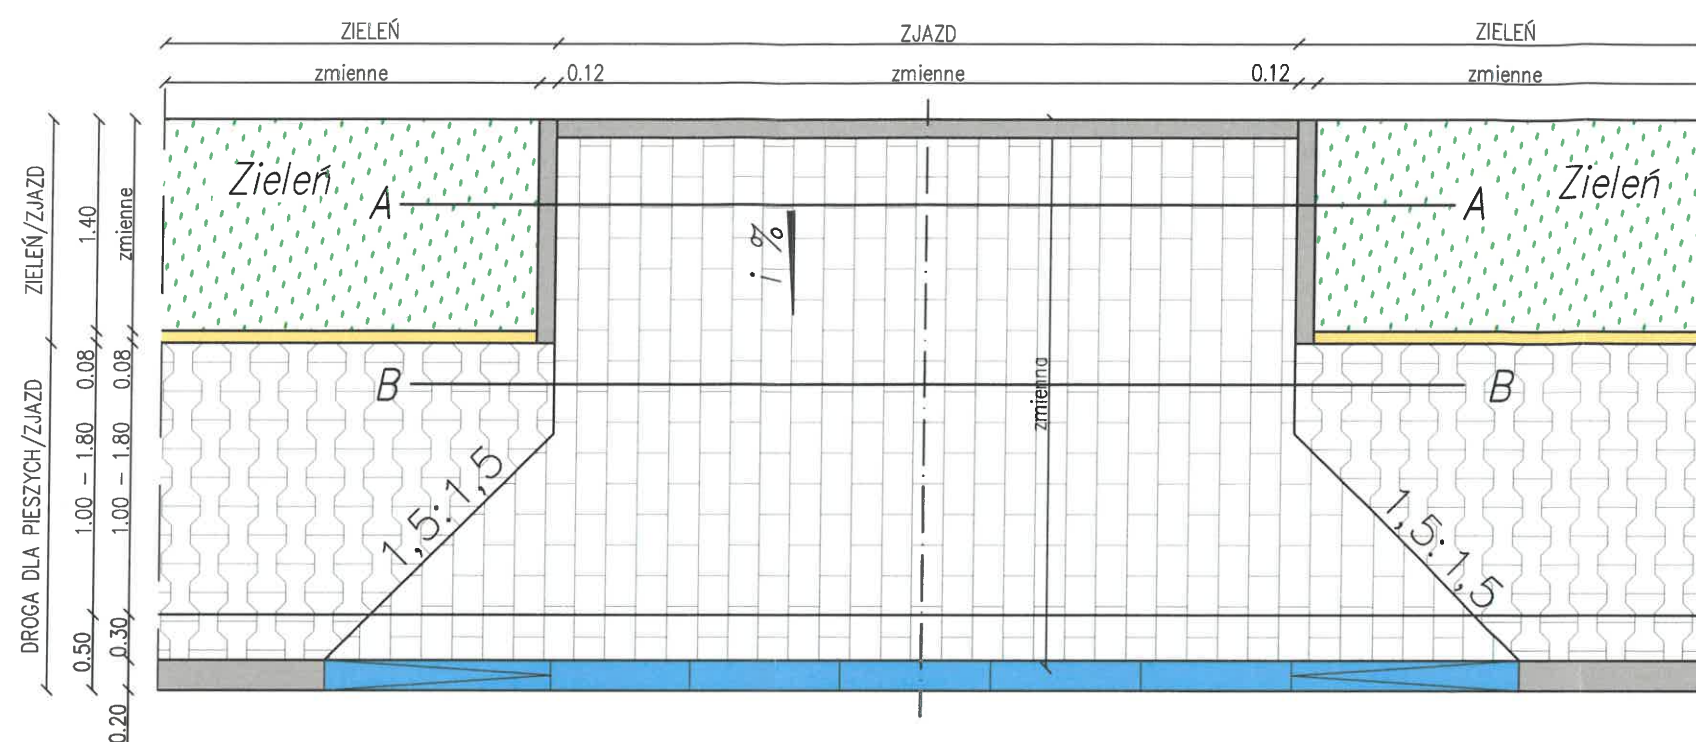 ZIELEŃ
ZJAZD
ZIELEŃ
zmienne
0.12
zmienne
0.12
zmienne
ZIELEŃ/ZJAZD
1.40
zmienne
Zieleń
A
A
Zieleń
i %
DROGA DLA PIESZYCH/ZJAZD
0.08
0.08
1.00 - 1.80
1.00 - 1.80
0.50
0.30
0.20
B
B
zmienna
1,5:1,5
1,5:1,5